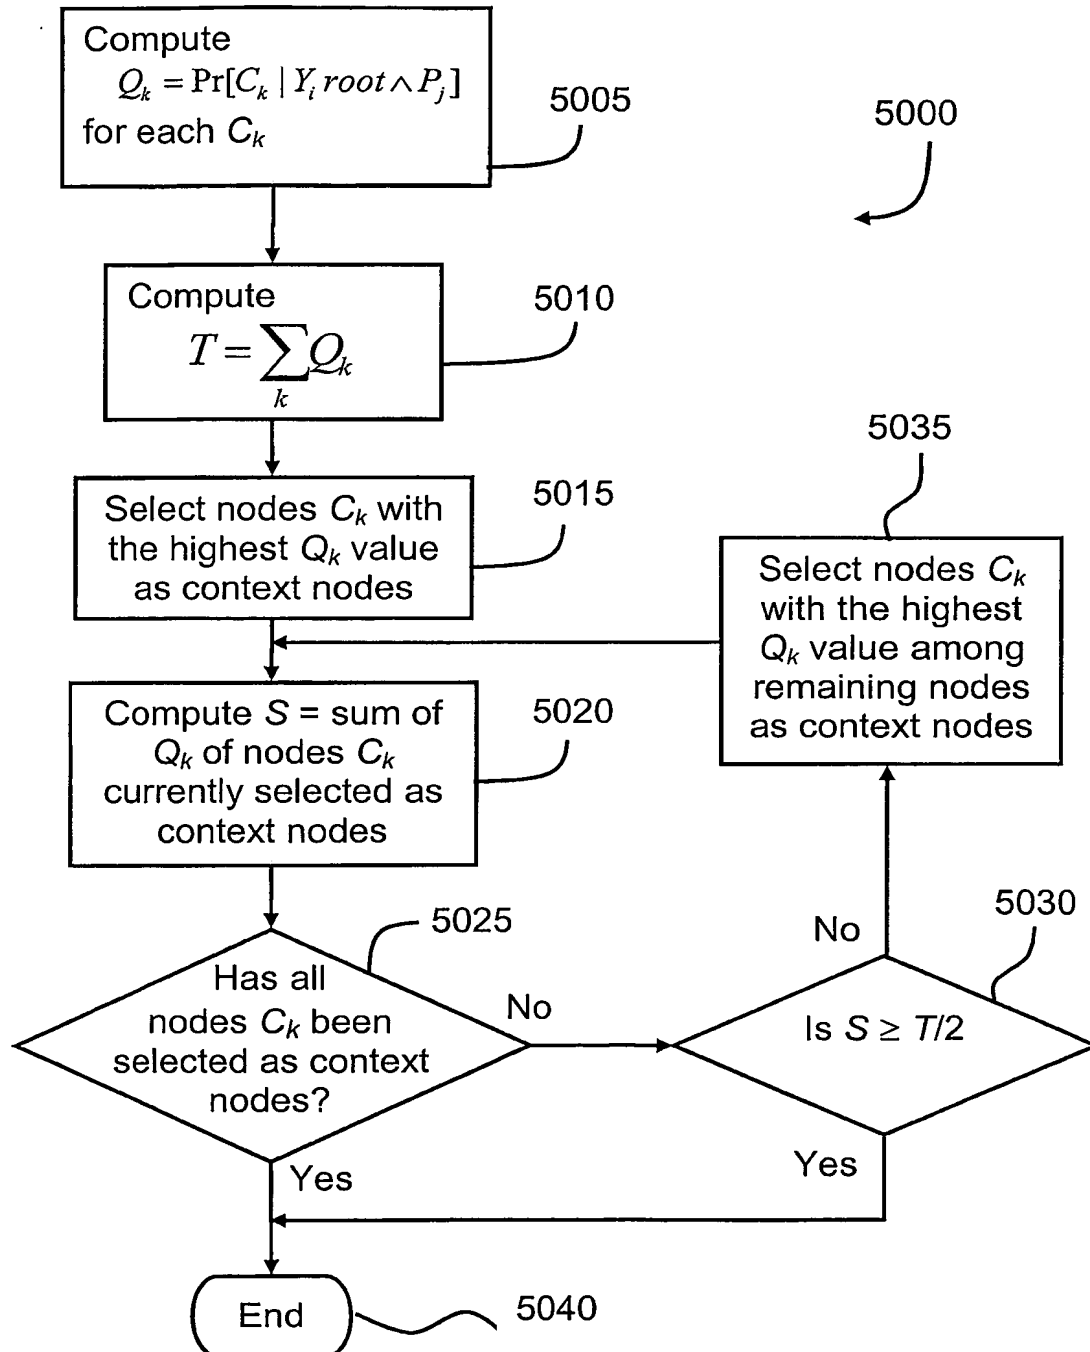 Compute
Q_k = Pr[C_k | Y_i root ∧ P_j]
for each C_k
5005
5000
Compute
T = ∑ Q_k
k
5010
Select nodes C_k with
the highest Q_k value
as context nodes
5015
5035
Select nodes C_k
with the highest
Q_k value among
remaining nodes
as context nodes
Compute S = sum of
Q_k of nodes C_k
currently selected as
context nodes
5020
5025
Has all
nodes C_k been
selected as context
nodes?
No
5030
No
Is S ≥ T/2
Yes
Yes
End
5040